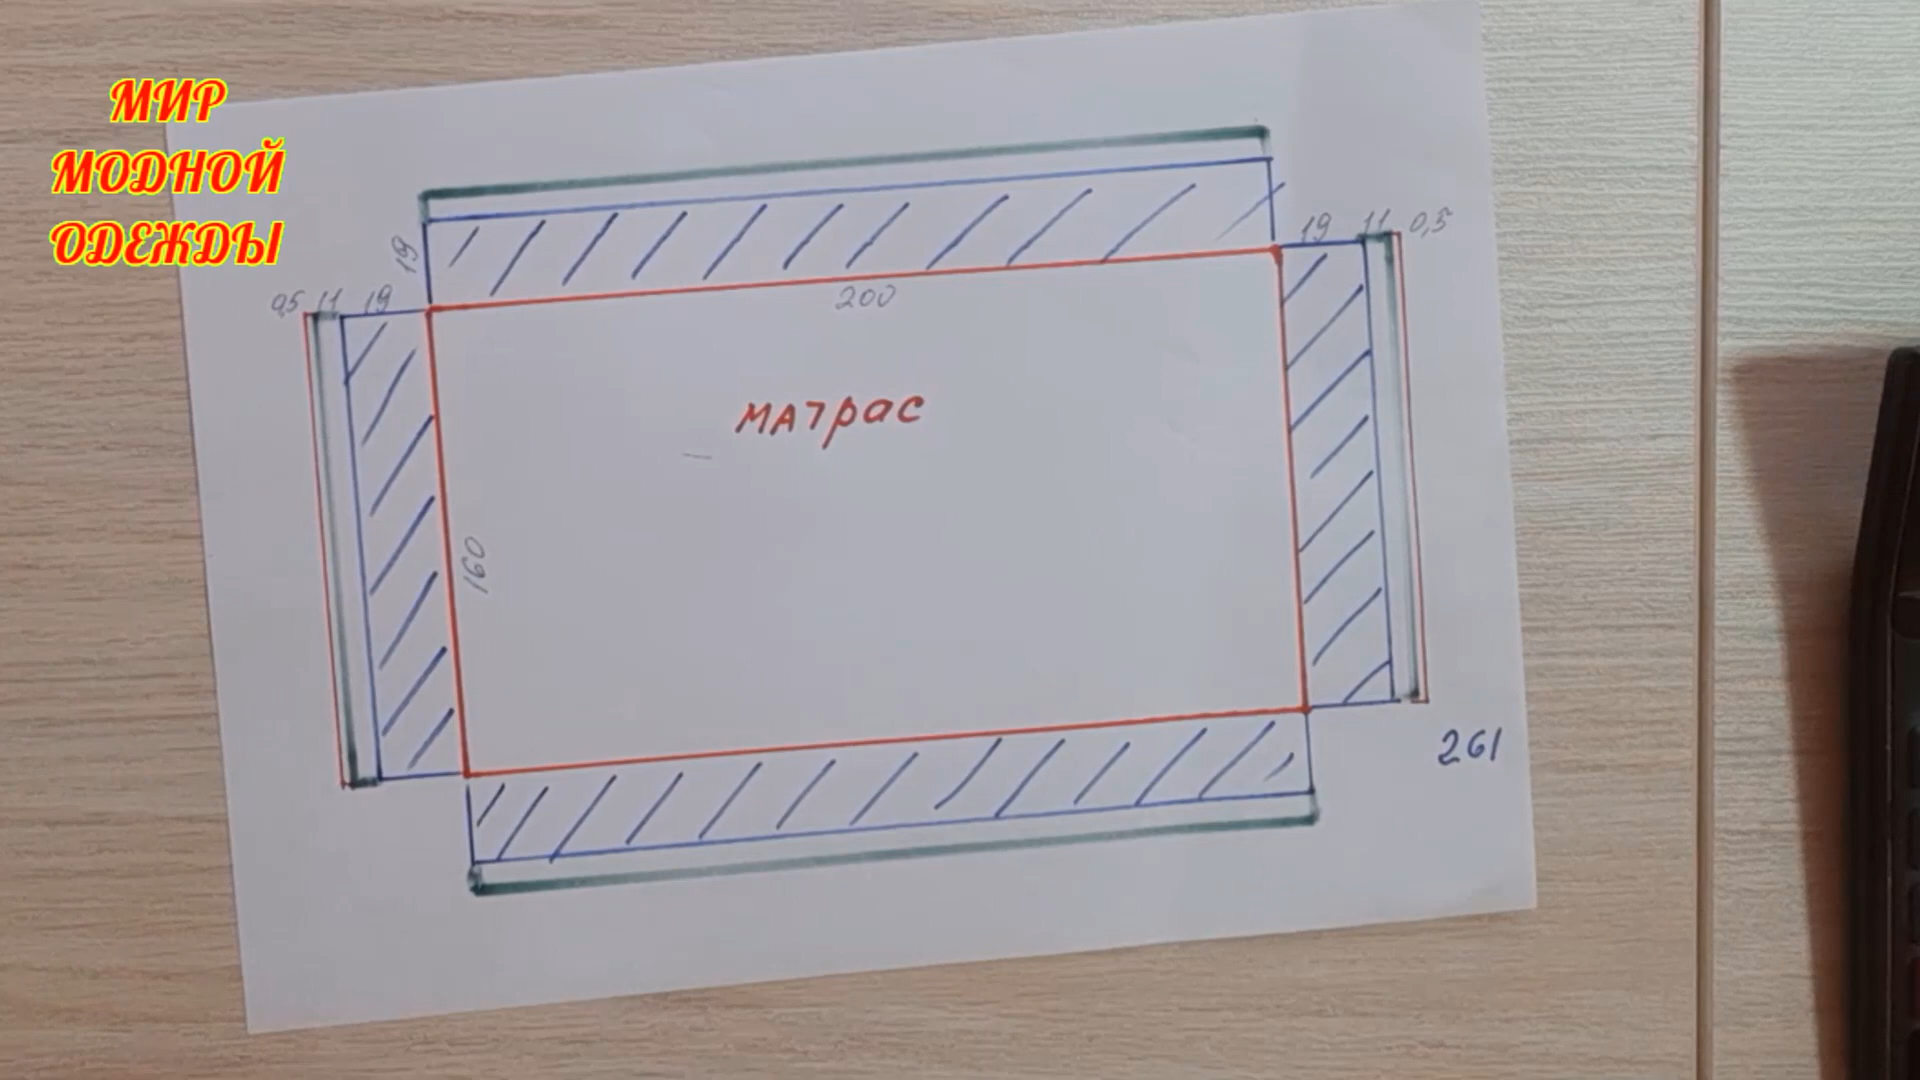 МИР
МОДНОЙ
ОДЕЖДЫ
19
19 11 0,5
0,5 11 19
200
матрас
160
261